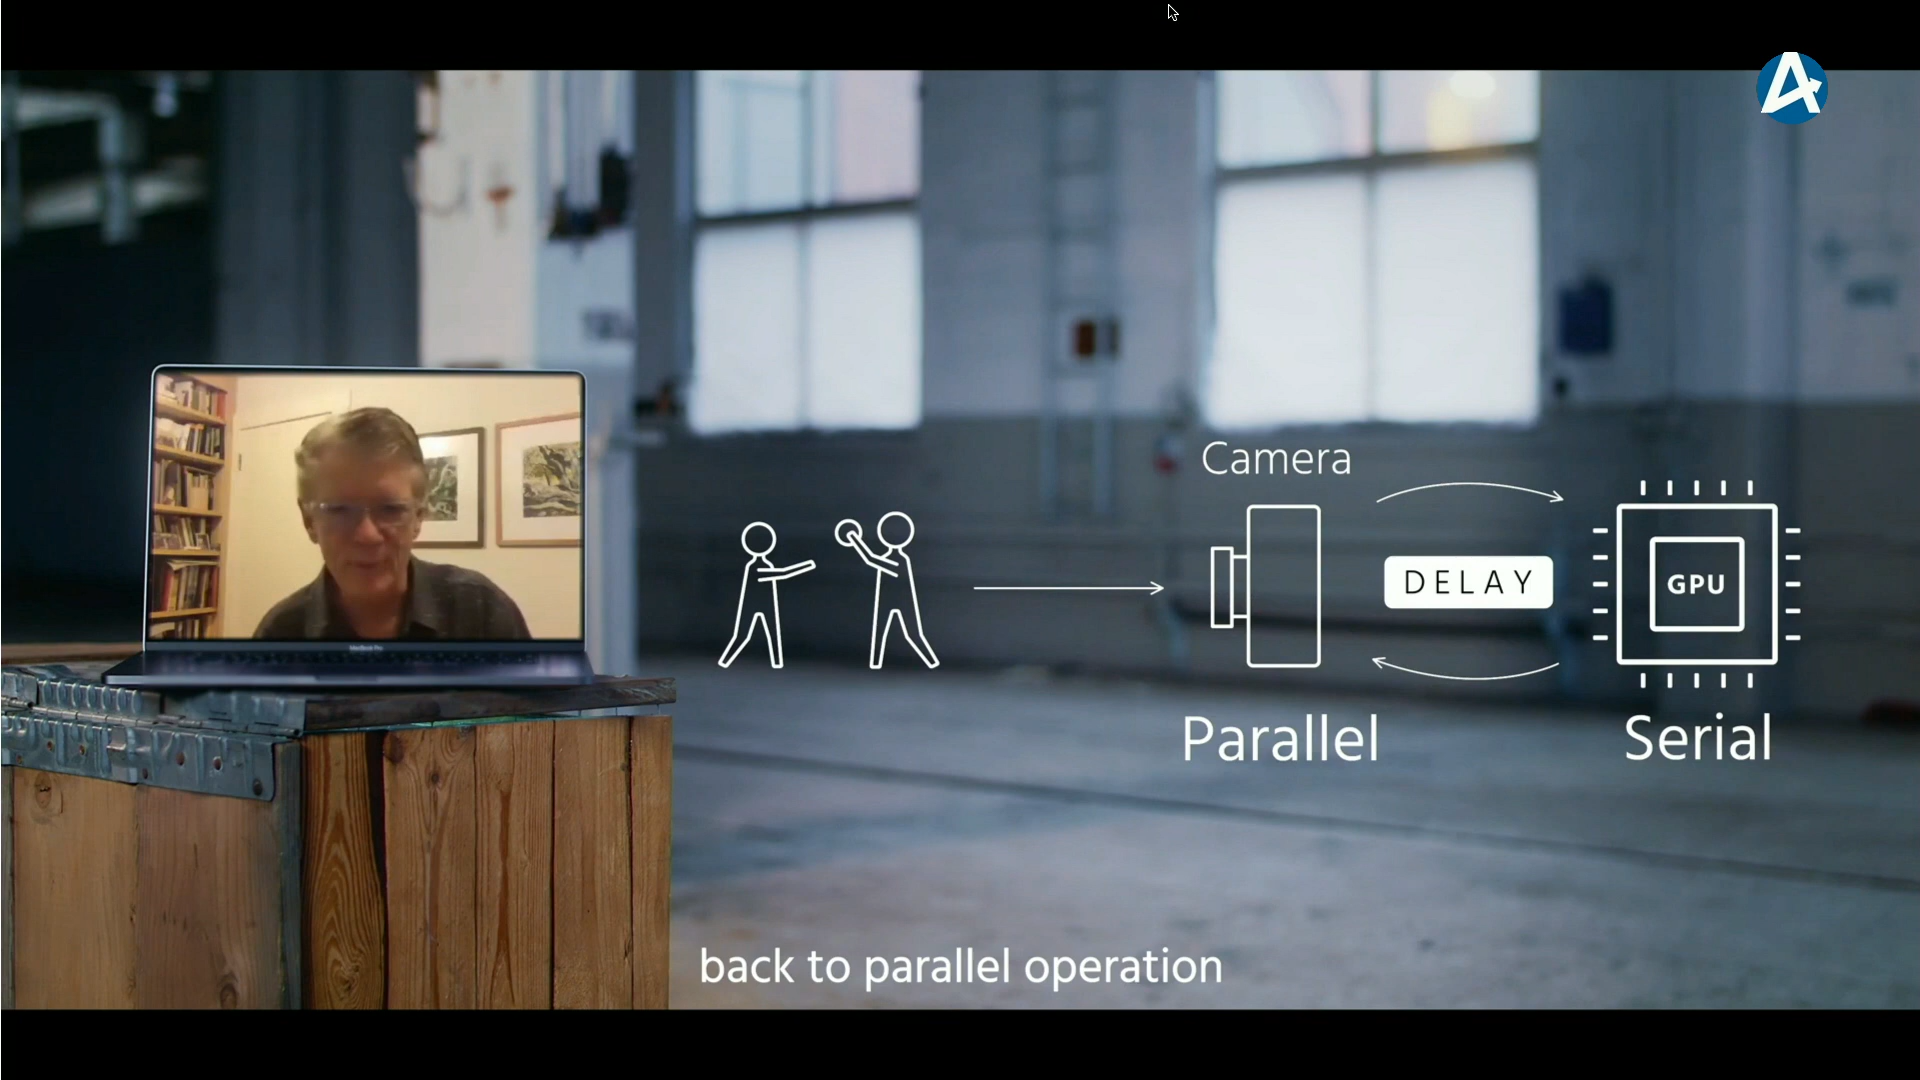 Camera
DELAY
GPU
Parallel
Serial
back to parallel operation